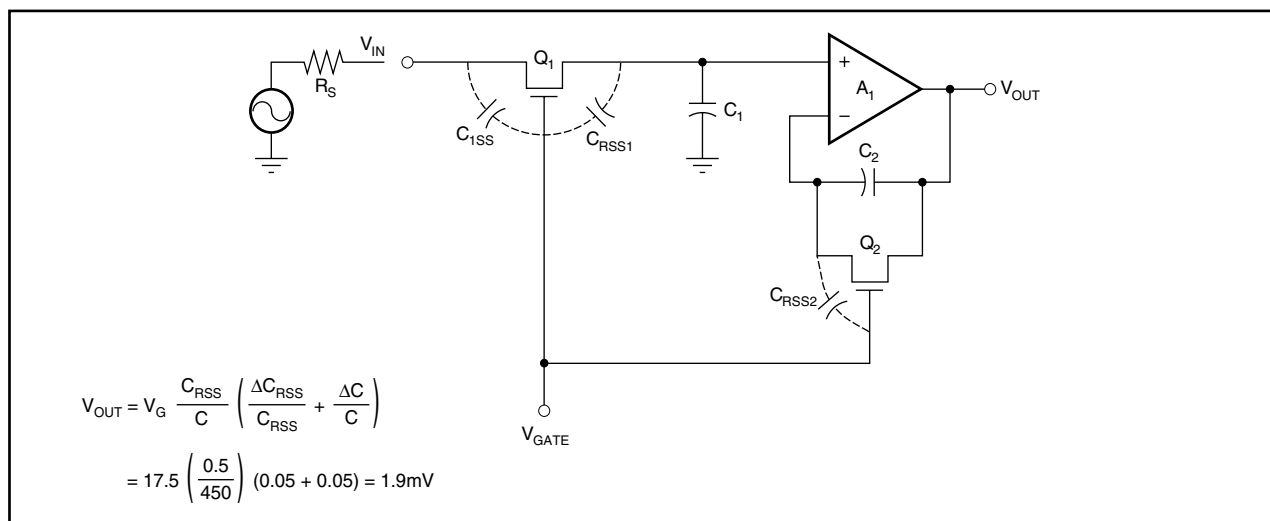 V_IN
R_S
Q_1
C_1SS
C_RSS1
C_1
+
A_1
−
V_OUT
C_2
Q_2
C_RSS2
V_GATE
V_OUT = V_G C_RSS/C (ΔC_RSS/C_RSS + ΔC/C)
= 17.5 (0.5/450) (0.05 + 0.05) = 1.9mV